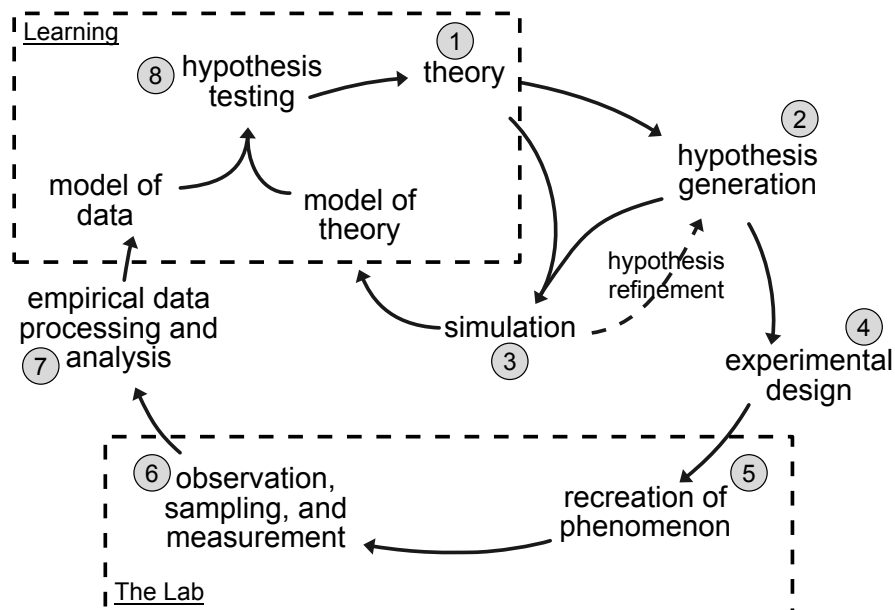 Learning
1
theory
8
hypothesis
testing
2
hypothesis
generation
model of
data
model of
theory
hypothesis
refinement
simulation
3
empirical data
processing and
analysis
7
4
experimental
design
6
observation,
sampling, and
measurement
5
recreation of
phenomenon
The Lab